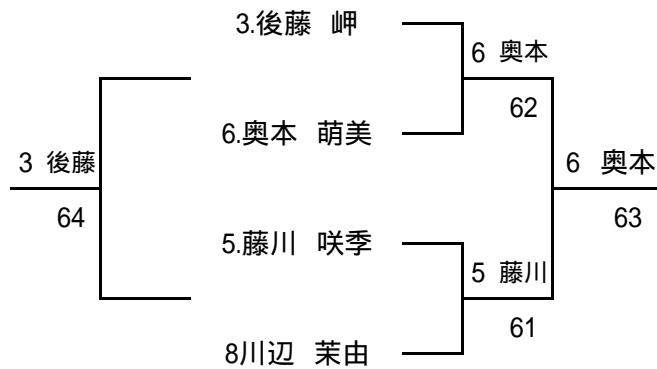 3.後藤 岬
6 奥本
62
6.奥本 萌美
3 後藤
6 奥本
64
63
5.藤川 咲季
5 藤川
61
8川辺 茉由